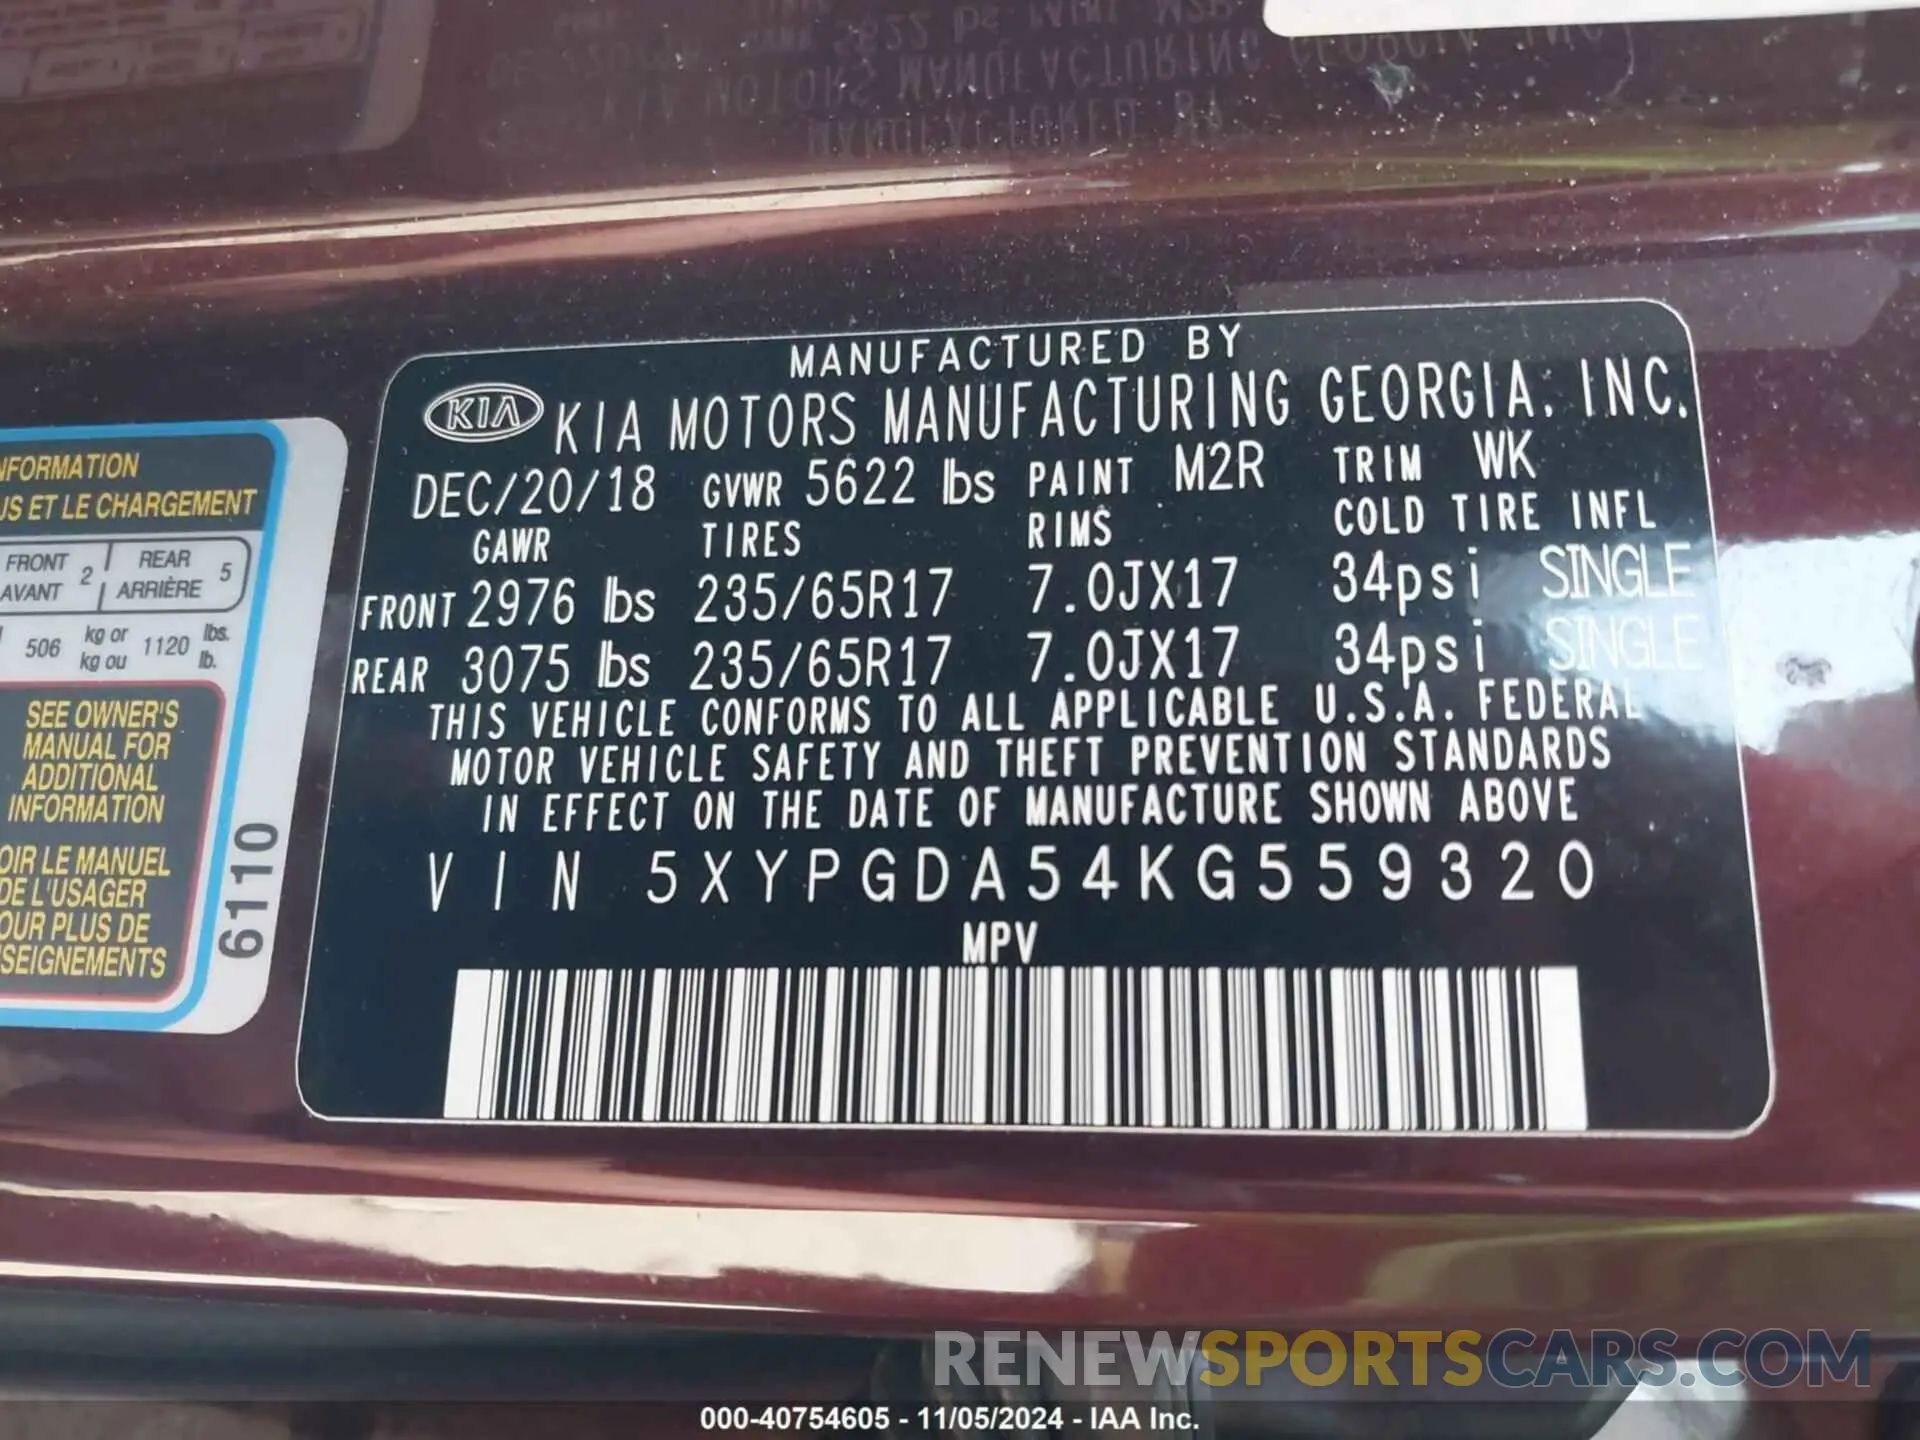 MANUFACTURED BY
KIA KIA MOTORS MANUFACTURING GEORGIA, INC.
DEC/20/18 GVWR 5622 lbs PAINT M2R TRIM WK
GAWR TIRES RIMS COLD TIRE INFL
FRONT 2976 lbs 235/65R17 7.0JX17 34psi SINGLE
REAR 3075 lbs 235/65R17 7.0JX17 34psi SINGLE
THIS VEHICLE CONFORMS TO ALL APPLICABLE U.S.A. FEDERAL
MOTOR VEHICLE SAFETY AND THEFT PREVENTION STANDARDS
IN EFFECT ON THE DATE OF MANUFACTURE SHOWN ABOVE
VIN 5XYPGDA54KG559320
MPV
NFORMATION
US ET LE CHARGEMENT
FRONT 2 REAR 5
AVANT ARRIÈRE
506 kg or 1120 lbs.
kg ou lb.
SEE OWNER'S
MANUAL FOR
ADDITIONAL
INFORMATION
OIR LE MANUEL
DE L'USAGER
OUR PLUS DE
SEIGNEMENTS
6110
RENEWSPORTSCARS.COM
000-40754605 - 11/05/2024 - IAA Inc.